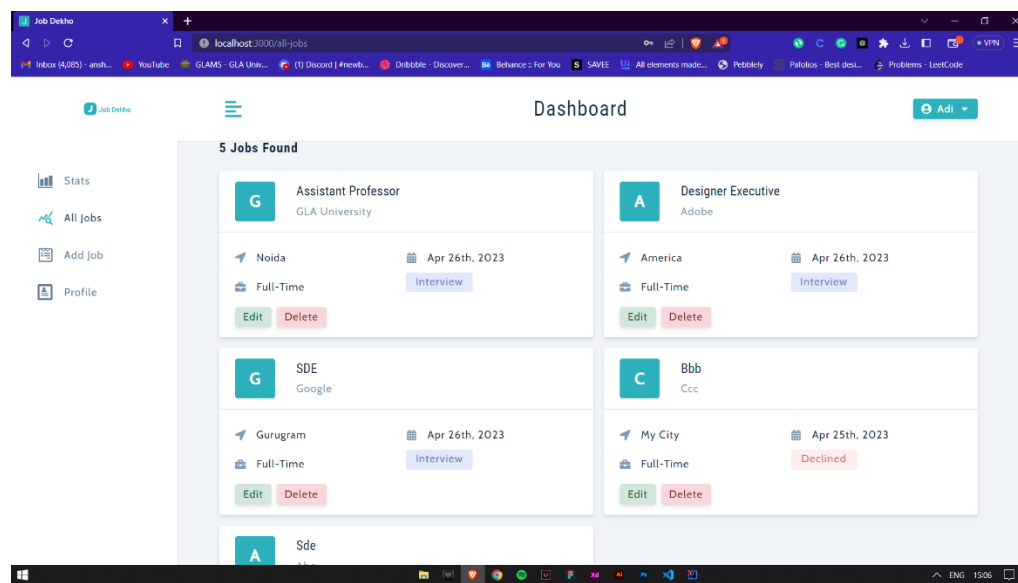 Job Dekho
localhost:3000/all-jobs
VPN
Inbox (4,085) - ansh... YouTube GLAMS - GLA Univ... (1) Discord | #newb... Dribbble - Discover... Behance :: For You SAVEE All elements made... Pebblely Pafolios - Best desi... Problems - LeetCode
J Job Dekho
Dashboard
Adi
5 Jobs Found
Stats
All Jobs
Add Job
Profile
G Assistant Professor
GLA University
Noida Apr 26th, 2023
Full-Time Interview
Edit Delete
A Designer Executive
Adobe
America Apr 26th, 2023
Full-Time Interview
Edit Delete
G SDE
Google
Gurugram Apr 26th, 2023
Full-Time Interview
Edit Delete
C Bbb
Ccc
My City Apr 25th, 2023
Full-Time Declined
Edit Delete
A Sde
ENG 15:06